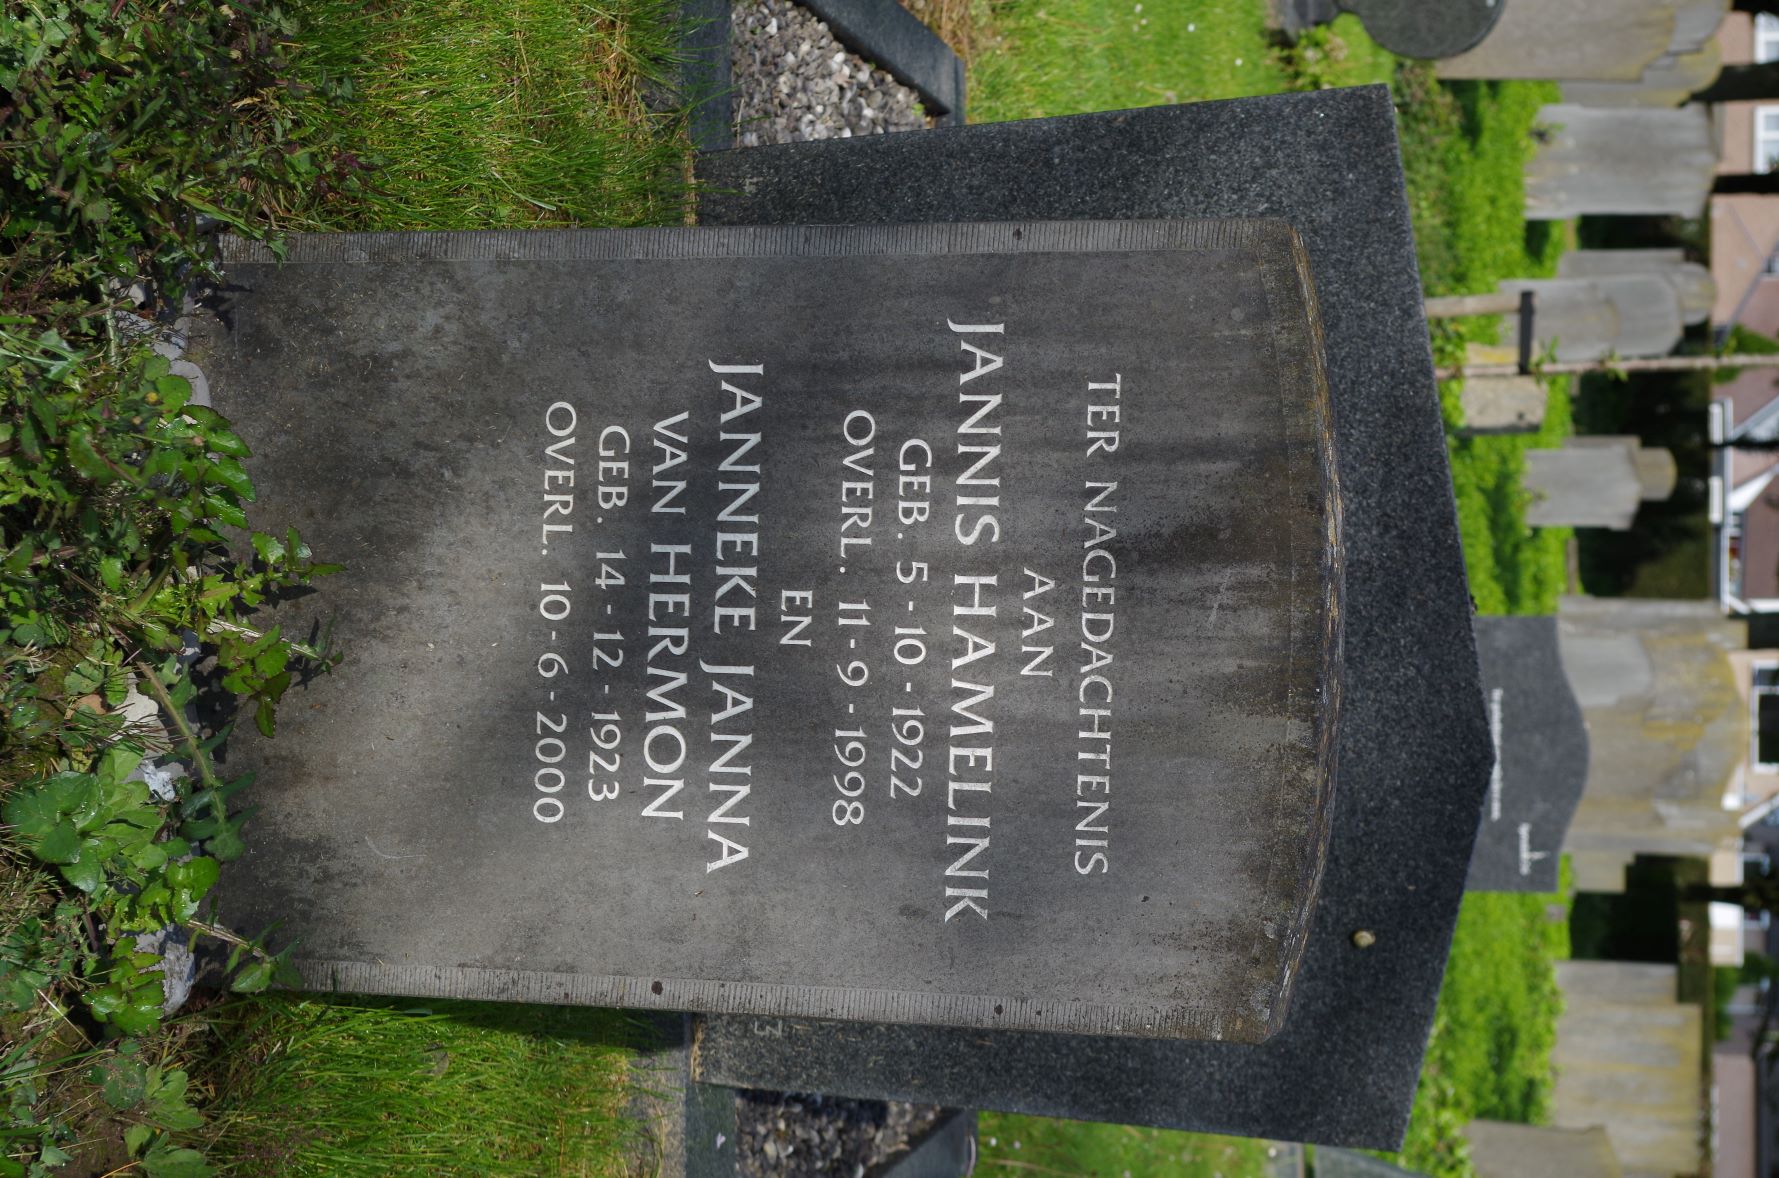 TER NAGEDACHTENIS
AAN
JANNIS HAMELINK
GEB. 5-10-1922
OVERL. 11-9-1998
EN
JANNEKE JANNA
VAN HERMON
GEB. 14-12-1923
OVERL. 10-6-2000
3